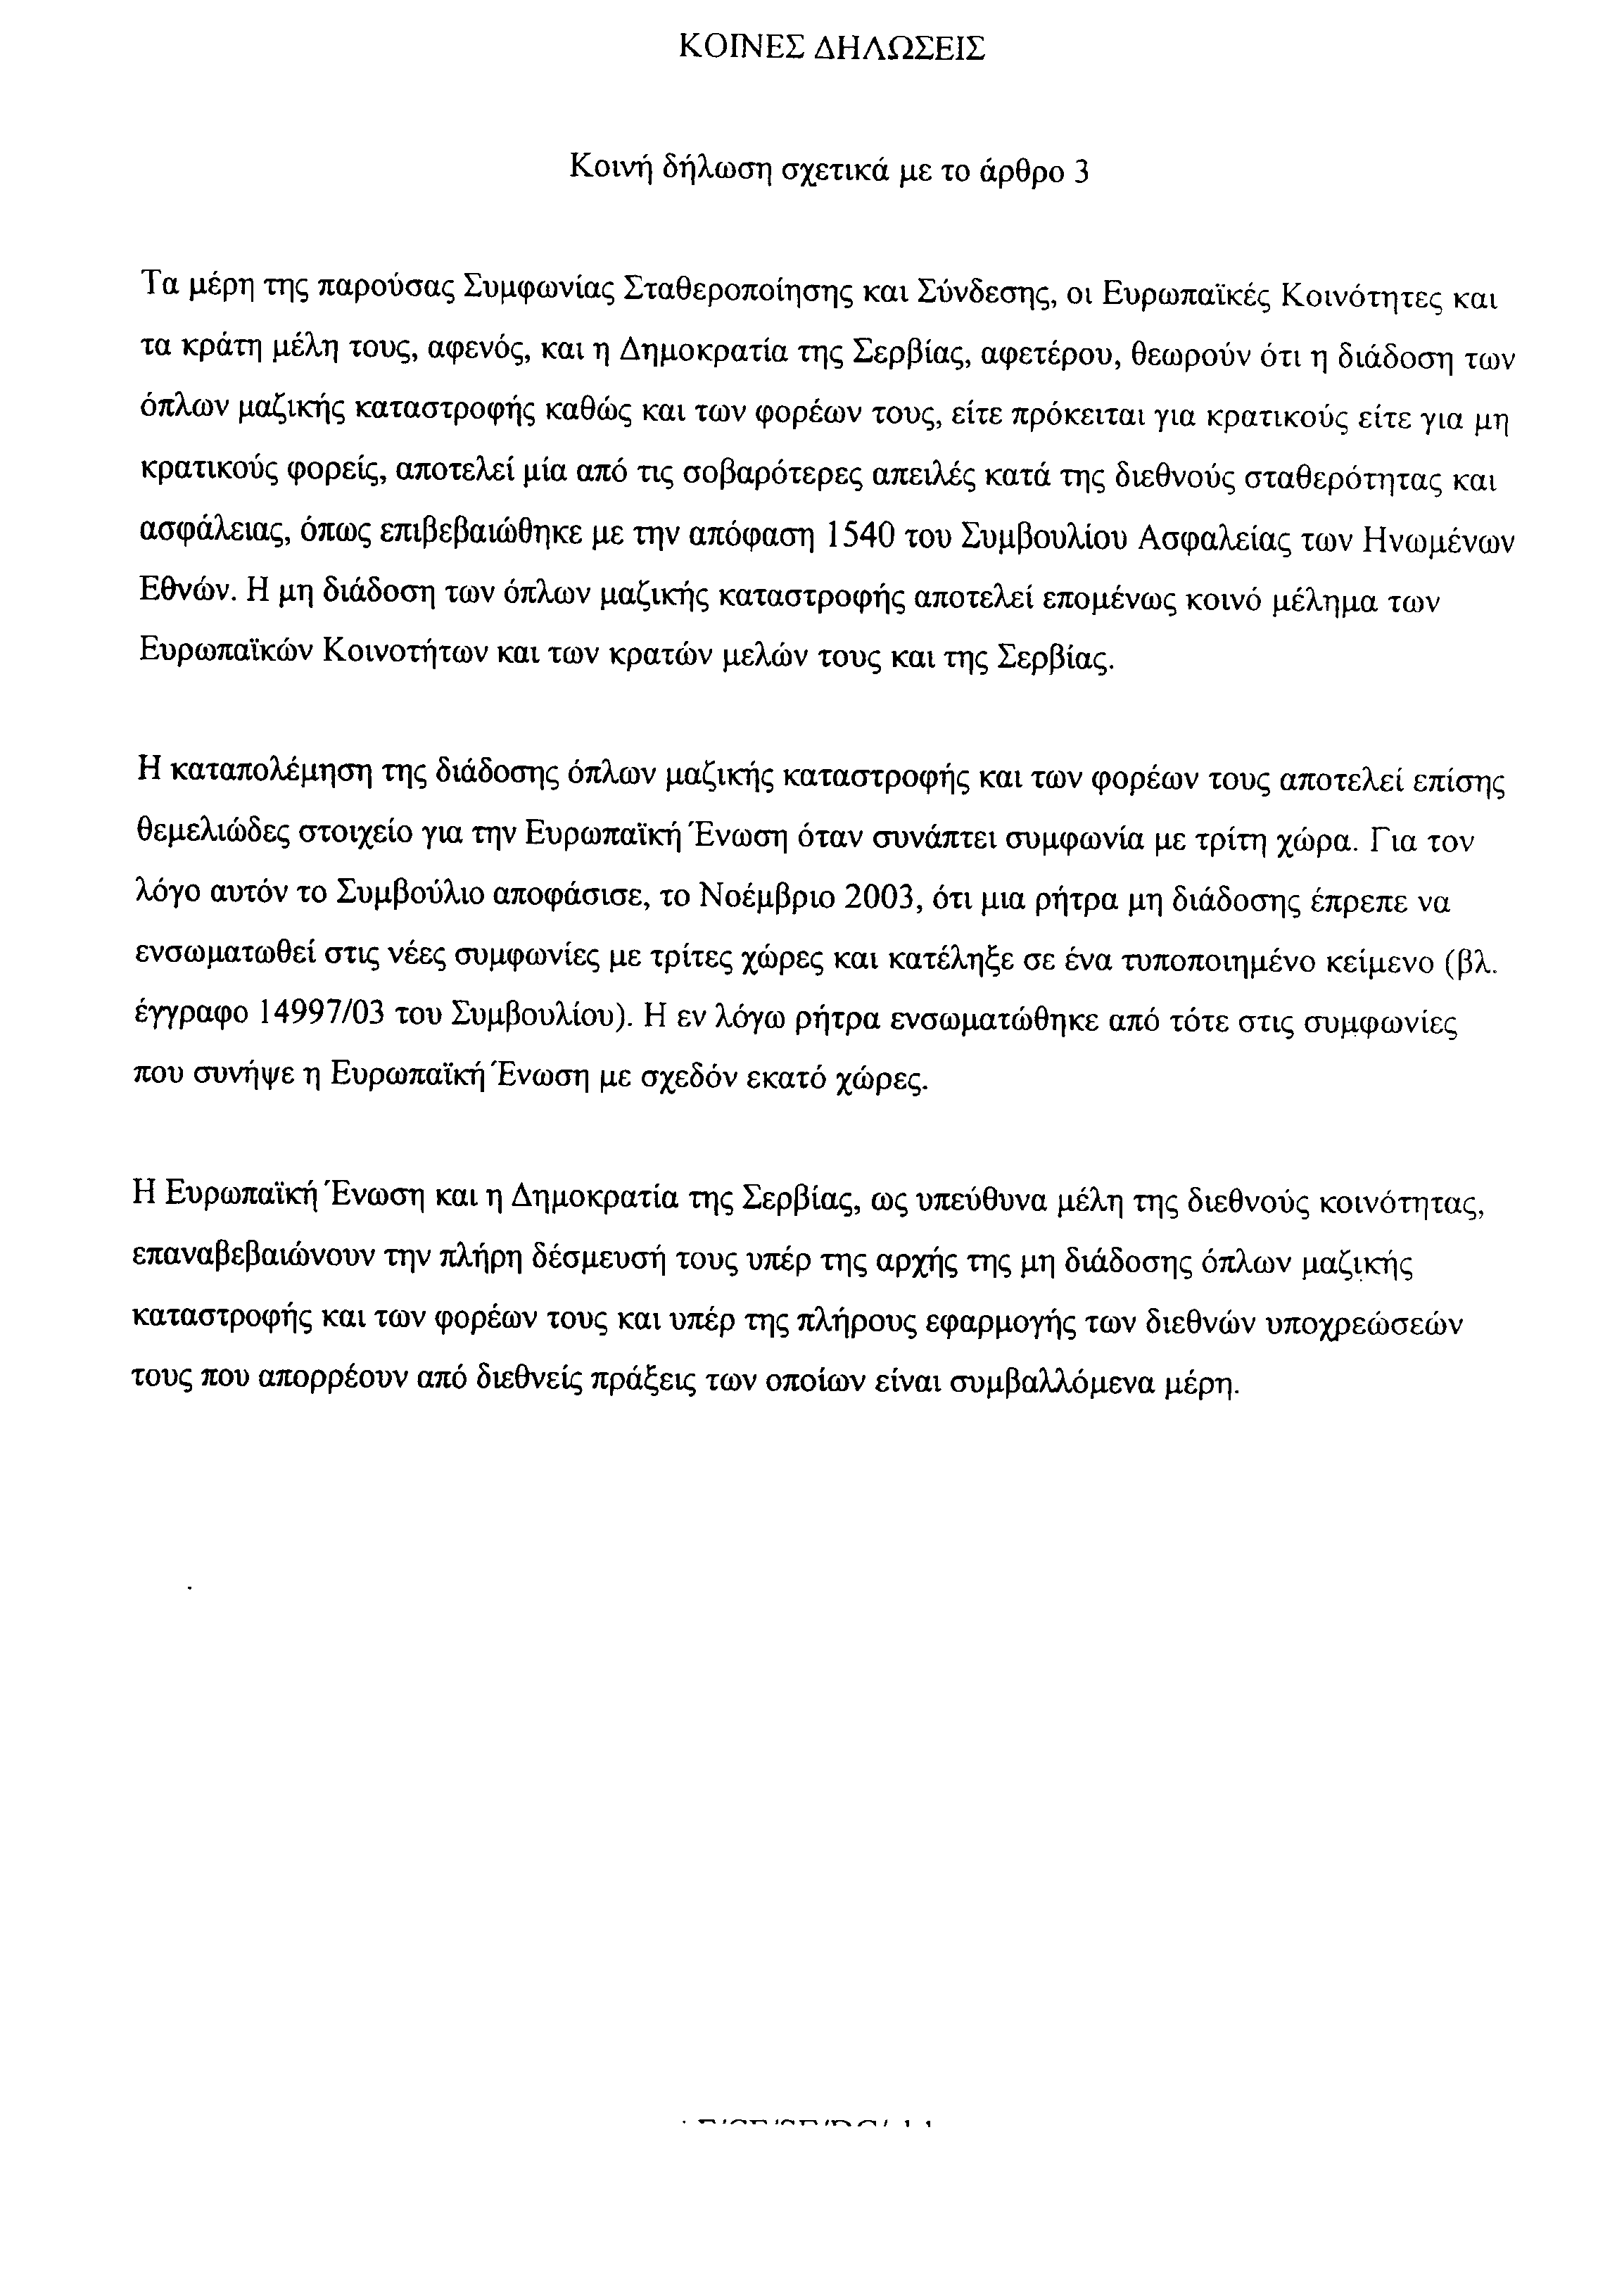 ΚΟΙΝΕΣ ΔΗΛΩΣΕΙΣ
Κοινή δήλωση σχετικά με το άρθρο 3
Τα μέρη της παρούσας Συμφωνίας Σταθεροποίησης και Σύνδεσης, οι Ευρωπαϊκές Κοινότητες και
τα κράτη μέλη τους, αφενός, και η Δημοκρατία της Σερβίας, αφετέρου, θεωρούν ότι η διάδοση των
όπλων μαζικής καταστροφής καθώς και των φορέων τους, είτε πρόκειται για κρατικούς είτε για μη
κρατικούς φορείς, αποτελεί μία από τις σοβαρότερες απειλές κατά της διεθνούς σταθερότητας και
ασφάλειας, όπως επιβεβαιώθηκε με την απόφαση 1540 του Συμβουλίου Ασφαλείας των Ηνωμένων
Εθνών. Η μη διάδοση των όπλων μαζικής καταστροφής αποτελεί επομένως κοινό μέλημα των
Ευρωπαϊκών Κοινοτήτων και των κρατών μελών τους και της Σερβίας.
Η καταπολέμηση της διάδοσης όπλων μαζικής καταστροφής και των φορέων τους αποτελεί επίσης
θεμελιώδες στοιχείο για την Ευρωπαϊκή Ένωση όταν συνάπτει συμφωνία με τρίτη χώρα. Για τον
λόγο αυτόν το Συμβούλιο αποφάσισε, το Νοέμβριο 2003, ότι μια ρήτρα μη διάδοσης έπρεπε να
ενσωματωθεί στις νέες συμφωνίες με τρίτες χώρες και κατέληξε σε ένα τυποποιημένο κείμενο (βλ.
έγγραφο 14997/03 του Συμβουλίου). Η εν λόγω ρήτρα ενσωματώθηκε από τότε στις συμφωνίες
που συνήψε η Ευρωπαϊκή Ένωση με σχεδόν εκατό χώρες.
Η Ευρωπαϊκή Ένωση και η Δημοκρατία της Σερβίας, ως υπεύθυνα μέλη της διεθνούς κοινότητας,
επαναβεβαιώνουν την πλήρη δέσμευσή τους υπέρ της αρχής της μη διάδοσης όπλων μαζικής
καταστροφής και των φορέων τους και υπέρ της πλήρους εφαρμογής των διεθνών υποχρεώσεών
τους που απορρέουν από διεθνείς πράξεις των οποίων είναι συμβαλλόμενα μέρη.